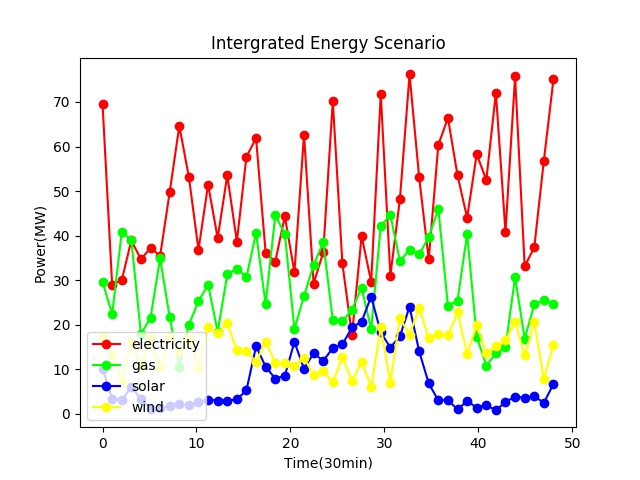 Intergrated Energy Scenario
Power(MW)
70
60
50
40
30
20
10
0
electricity
gas
solar
wind
0 10 20 30 40 50
Time(30min)